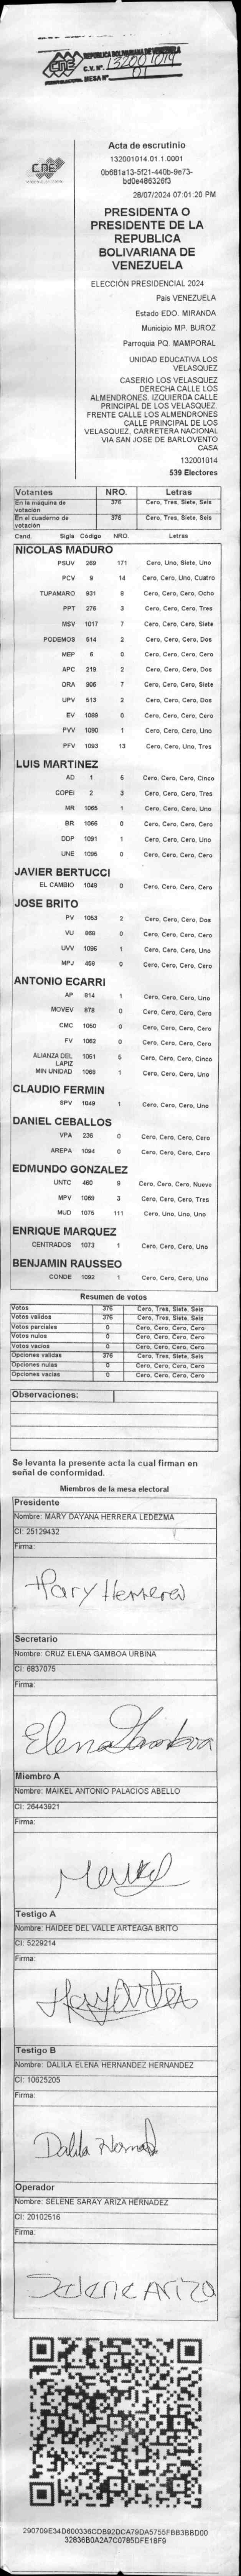 CNE
REPUBLICA BOLIVARIANA DE VENEZUELA
C.V. Nº. 132001014
MESA Nº 01
CNE
Acta de escrutinio
132001014.01.1.0001
0b681a13-5f21-440b-9e73-
bd0e486326f3
28/07/2024 07:01:20 PM
PRESIDENTA O
PRESIDENTE DE LA
REPUBLICA
BOLIVARIANA DE
VENEZUELA
ELECCIÓN PRESIDENCIAL 2024
País VENEZUELA
Estado EDO. MIRANDA
Municipio MP. BUROZ
Parroquia PQ. MAMPORAL
UNIDAD EDUCATIVA LOS
VELASQUEZ
CASERIO LOS VELASQUEZ
DERECHA CALLE LOS
ALMENDRONES. IZQUIERDA CALLE
PRINCIPAL DE LOS VELASQUEZ.
FRENTE CALLE LOS ALMENDRONES
CALLE PRINCIPAL DE LOS
VELASQUEZ. CARRETERA NACIONAL
VIA SAN JOSE DE BARLOVENTO
CASA
132001014
539 Electores
Votantes NRO. Letras
En la máquina de votación 376 Cero, Tres, Siete, Seis
En el cuaderno de votación 376 Cero, Tres, Siete, Seis
Cand. Sigla Código NRO. Letras
NICOLAS MADURO
PSUV 269 171 Cero, Uno, Siete, Uno
PCV 9 14 Cero, Cero, Uno, Cuatro
TUPAMARO 931 8 Cero, Cero, Cero, Ocho
PPT 276 3 Cero, Cero, Cero, Tres
MSV 1017 7 Cero, Cero, Cero, Siete
PODEMOS 514 2 Cero, Cero, Cero, Dos
MEP 6 0 Cero, Cero, Cero, Cero
APC 219 2 Cero, Cero, Cero, Dos
ORA 906 7 Cero, Cero, Cero, Siete
UPV 513 2 Cero, Cero, Cero, Dos
EV 1089 0 Cero, Cero, Cero, Cero
PVV 1090 1 Cero, Cero, Cero, Uno
PFV 1093 13 Cero, Cero, Uno, Tres
LUIS MARTINEZ
AD 1 5 Cero, Cero, Cero, Cinco
COPEI 2 3 Cero, Cero, Cero, Tres
MR 1065 1 Cero, Cero, Cero, Uno
BR 1066 0 Cero, Cero, Cero, Cero
DDP 1091 1 Cero, Cero, Cero, Uno
UNE 1095 0 Cero, Cero, Cero, Cero
JAVIER BERTUCCI
EL CAMBIO 1048 0 Cero, Cero, Cero, Cero
JOSE BRITO
PV 1053 2 Cero, Cero, Cero, Dos
VU 868 0 Cero, Cero, Cero, Cero
UVV 1096 1 Cero, Cero, Cero, Uno
MPJ 450 0 Cero, Cero, Cero, Cero
ANTONIO ECARRI
AP 814 1 Cero, Cero, Cero, Uno
MOVEV 878 0 Cero, Cero, Cero, Cero
CMC 1050 0 Cero, Cero, Cero, Cero
FV 1062 0 Cero, Cero, Cero, Cero
ALIANZA DEL LAPIZ 1051 5 Cero, Cero, Cero, Cinco
MIN UNIDAD 1068 1 Cero, Cero, Cero, Uno
CLAUDIO FERMIN
SPV 1049 1 Cero, Cero, Cero, Uno
DANIEL CEBALLOS
VPA 236 0 Cero, Cero, Cero, Cero
AREPA 1094 0 Cero, Cero, Cero, Cero
EDMUNDO GONZALEZ
UNTC 460 9 Cero, Cero, Cero, Nueve
MPV 1069 3 Cero, Cero, Cero, Tres
MUD 1075 111 Cero, Uno, Uno, Uno
ENRIQUE MARQUEZ
CENTRADOS 1073 1 Cero, Cero, Cero, Uno
BENJAMIN RAUSSEO
CONDE 1092 1 Cero, Cero, Cero, Uno
Resumen de votos
Votos 376 Cero, Tres, Siete, Seis
Votos validos 376 Cero, Tres, Siete, Seis
Votos parciales 0 Cero, Cero, Cero, Cero
Votos nulos 0 Cero, Cero, Cero, Cero
Votos vacios 0 Cero, Cero, Cero, Cero
Opciones validas 376 Cero, Tres, Siete, Seis
Opciones nulas 0 Cero, Cero, Cero, Cero
Opciones vacias 0 Cero, Cero, Cero, Cero
Observaciones:
Se levanta la presente acta la cual firman en
señal de conformidad.
Miembros de la mesa electoral
Presidente
Nombre: MARY DAYANA HERRERA LEDEZMA
CI: 25129432
Firma:
Mary Herrera
Secretario
Nombre: CRUZ ELENA GAMBOA URBINA
CI: 6837075
Firma:
Elena Gamboa
Miembro A
Nombre: MAIKEL ANTONIO PALACIOS ABELLO
CI: 26443921
Firma:
Testigo A
Nombre: HAIDEE DEL VALLE ARTEAGA BRITO
CI: 5229214
Firma:
Testigo B
Nombre: DALILA ELENA HERNANDEZ HERNANDEZ
CI: 10625205
Firma:
Dalila
Operador
Nombre: SELENE SARAY ARIZA HERNADEZ
CI: 20102516
Firma:
Selene Ariza
290709E34D600336CDB92DCA79DA5755FBB3BBD00
32836B0A2A7C0785DFE18F9